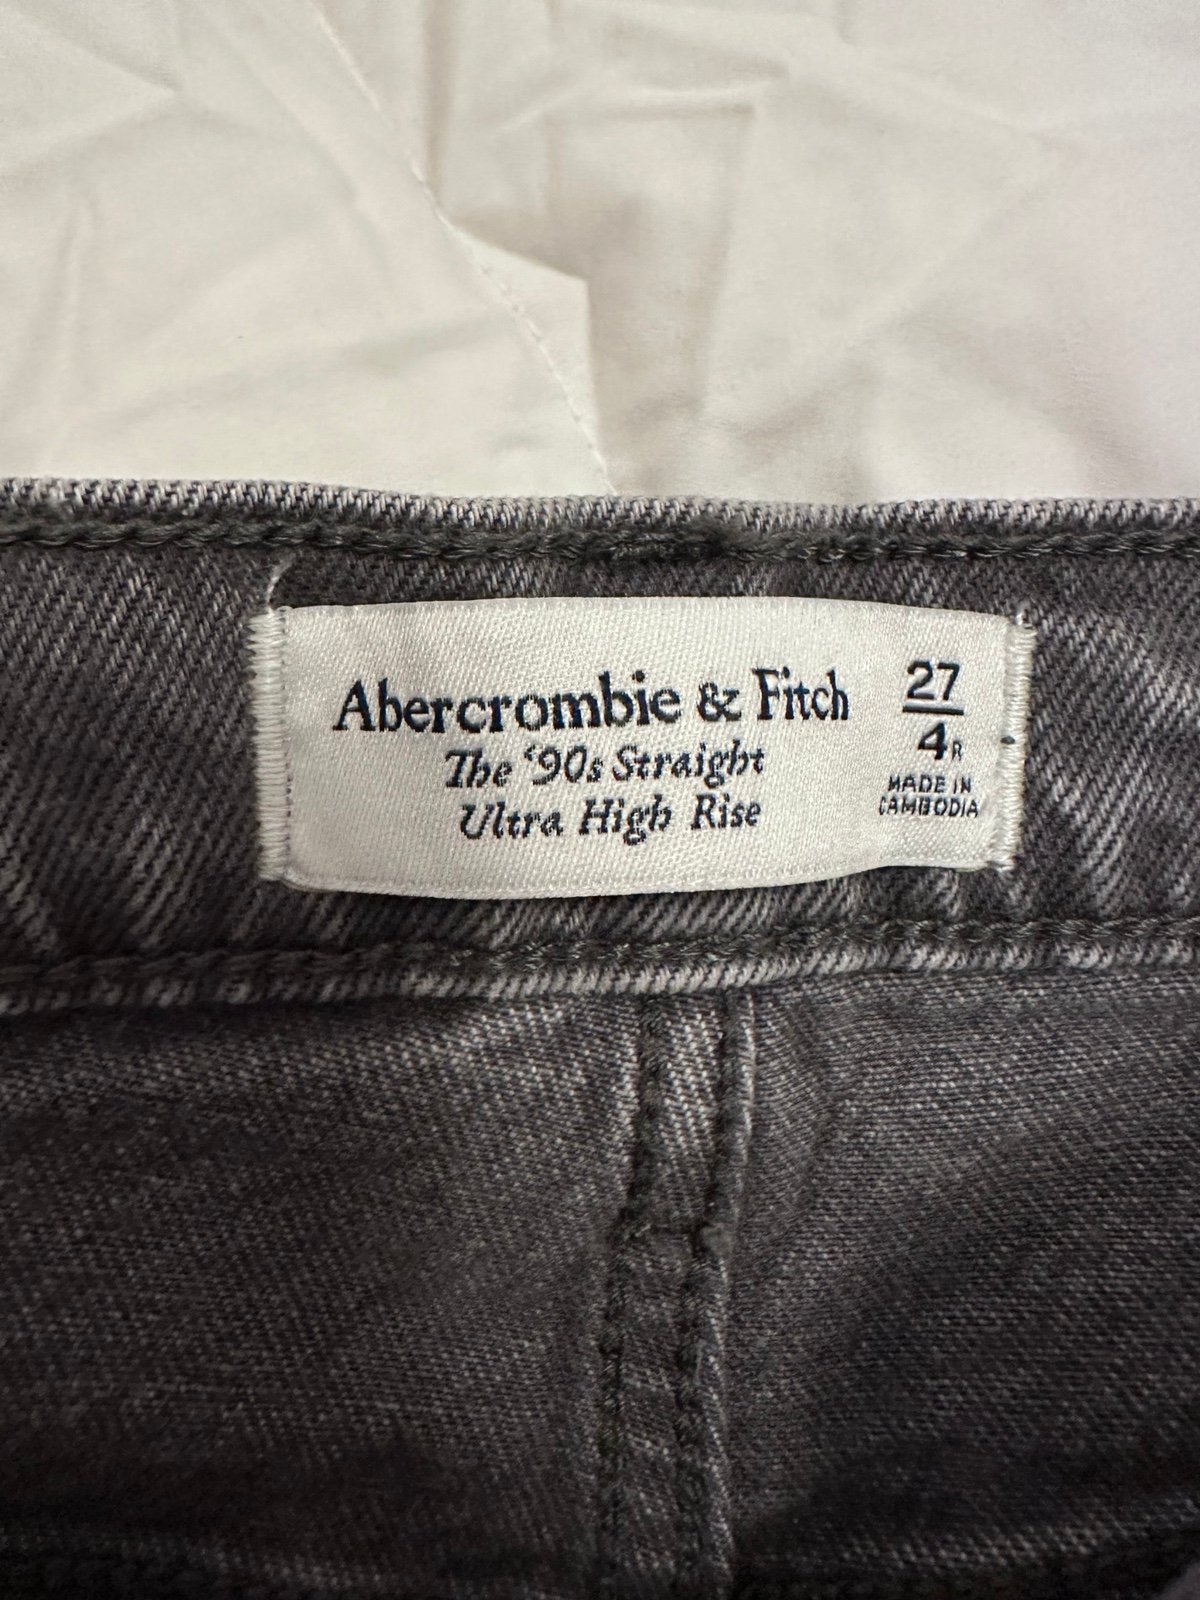 Abercrombie & Fitch
The '90s Straight
Ultra High Rise
27
4R
MADE IN
CAMBODIA